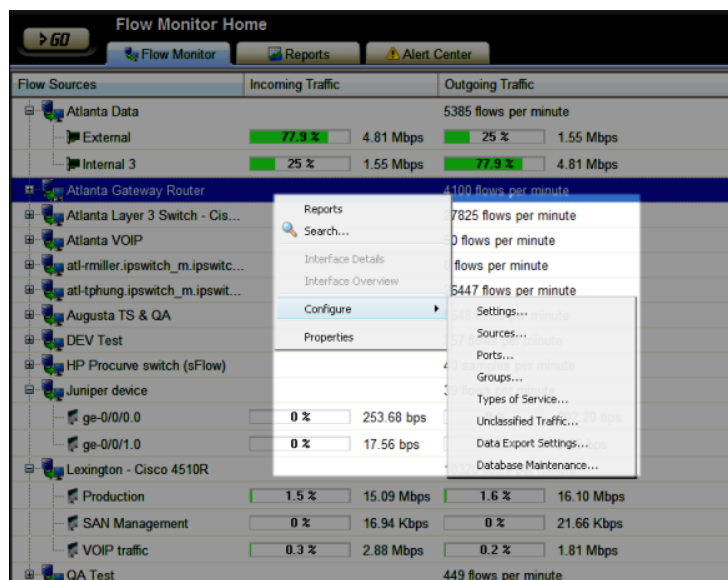 Flow Monitor Home
GO
Flow Monitor Reports Alert Center
Flow Sources Incoming Traffic Outgoing Traffic
Atlanta Data 5385 flows per minute
External 77.9 % 4.81 Mbps 25 % 1.55 Mbps
Internal 3 25 % 1.55 Mbps 77.9 % 4.81 Mbps
Atlanta Gateway Router 4100 flows per minute
Reports
Atlanta Layer 3 Switch - Cis... 7825 flows per minute
Search...
Atlanta VOIP 0 flows per minute
Interface Details
atl-rmiller.ipswitch_m.ipswitc... flows per minute
Interface Overview
atl-tphung.ipswitch_m.ipswit... 6447 flows per minute
Configure
Settings...
Augusta TS & QA
Properties
Sources...
DEV Test
Ports...
HP Procurve switch (sFlow)
Groups...
Juniper device
Types of Service...
ge-0/0/0.0 0 % 253.68 bps
Unclassified Traffic...
ge-0/0/1.0 0 % 17.56 bps
Data Export Settings...
Lexington - Cisco 4510R
Database Maintenance...
Production 1.5 % 15.09 Mbps 1.6 % 16.10 Mbps
SAN Management 0 % 16.94 Kbps 0 % 21.66 Kbps
VOIP traffic 0.3 % 2.88 Mbps 0.2 % 1.81 Mbps
QA Test 449 flows per minute